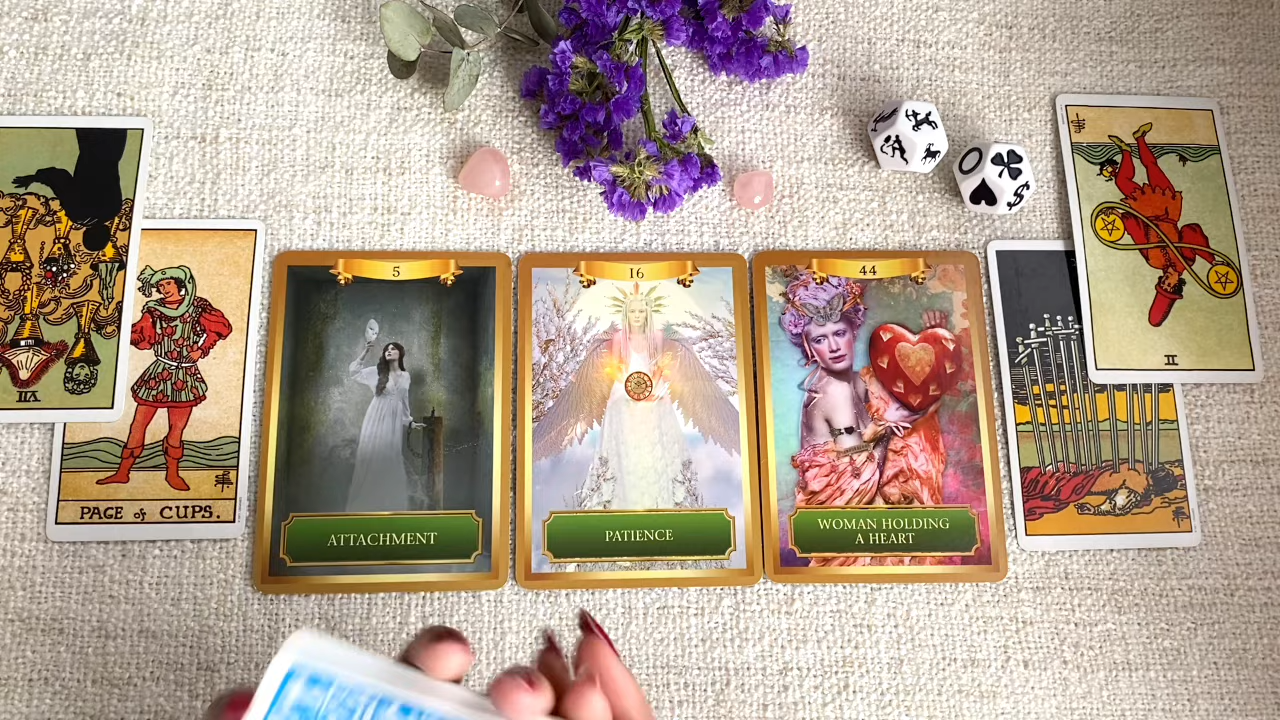 VII
PAGE of CUPS.
5
ATTACHMENT
16
PATIENCE
44
WOMAN HOLDING
A HEART
II
$